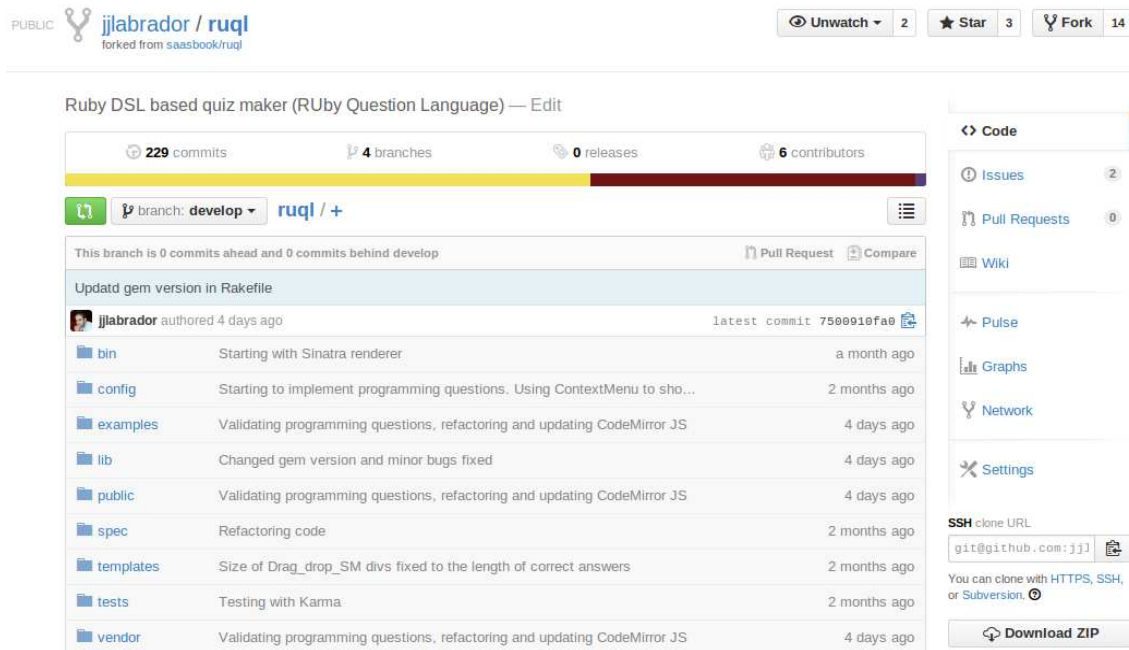 PUBLIC jjlabrador / ruql Unwatch 2 Star 3 Fork 14
forked from saasbook/ruql
Ruby DSL based quiz maker (RUby Question Language) — Edit
229 commits 4 branches 0 releases 6 contributors
branch: develop ruql / +
This branch is 0 commits ahead and 0 commits behind develop Pull Request Compare
Updatd gem version in Rakefile
jjlabrador authored 4 days ago latest commit 7500910fa0
bin Starting with Sinatra renderer a month ago
config Starting to implement programming questions. Using ContextMenu to sho... 2 months ago
examples Validating programming questions, refactoring and updating CodeMirror JS 4 days ago
lib Changed gem version and minor bugs fixed 4 days ago
public Validating programming questions, refactoring and updating CodeMirror JS 4 days ago
spec Refactoring code 2 months ago
templates Size of Drag_drop_SM divs fixed to the length of correct answers 2 months ago
tests Testing with Karma 2 months ago
vendor Validating programming questions, refactoring and updating CodeMirror JS 4 days ago
Code
Issues 2
Pull Requests 0
Wiki
Pulse
Graphs
Network
Settings
SSH clone URL
git@github.com:jjl
You can clone with HTTPS, SSH,
or Subversion.
Download ZIP